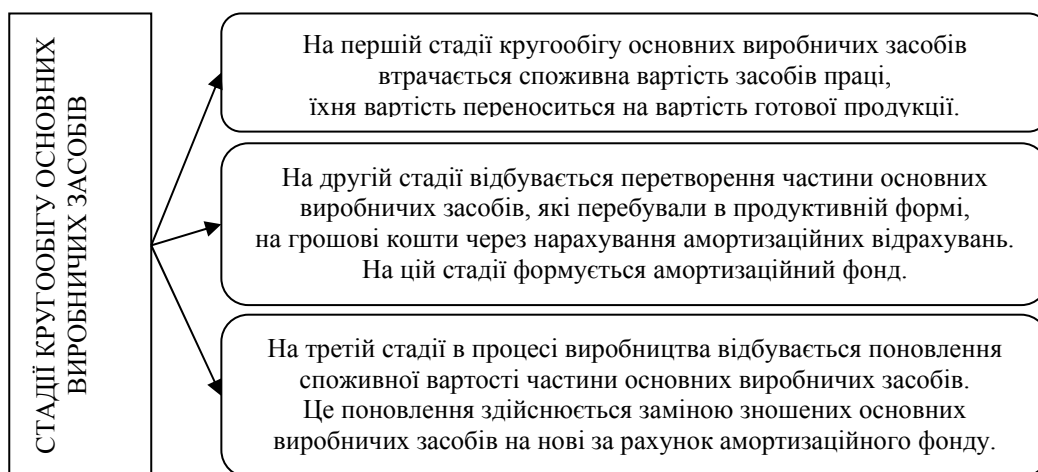 СТАДІЇ КРУГООБІГУ ОСНОВНИХ
ВИРОБНИЧИХ ЗАСОБІВ
На першій стадії кругообігу основних виробничих засобів
втрачається споживна вартість засобів праці,
їхня вартість переноситься на вартість готової продукції.
На другій стадії відбувається перетворення частини основних
виробничих засобів, які перебували в продуктивній формі,
на грошові кошти через нарахування амортизаційних відрахувань.
На цій стадії формується амортизаційний фонд.
На третій стадії в процесі виробництва відбувається поновлення
споживної вартості частини основних виробничих засобів.
Це поновлення здійснюється заміною зношених основних
виробничих засобів на нові за рахунок амортизаційного фонду.